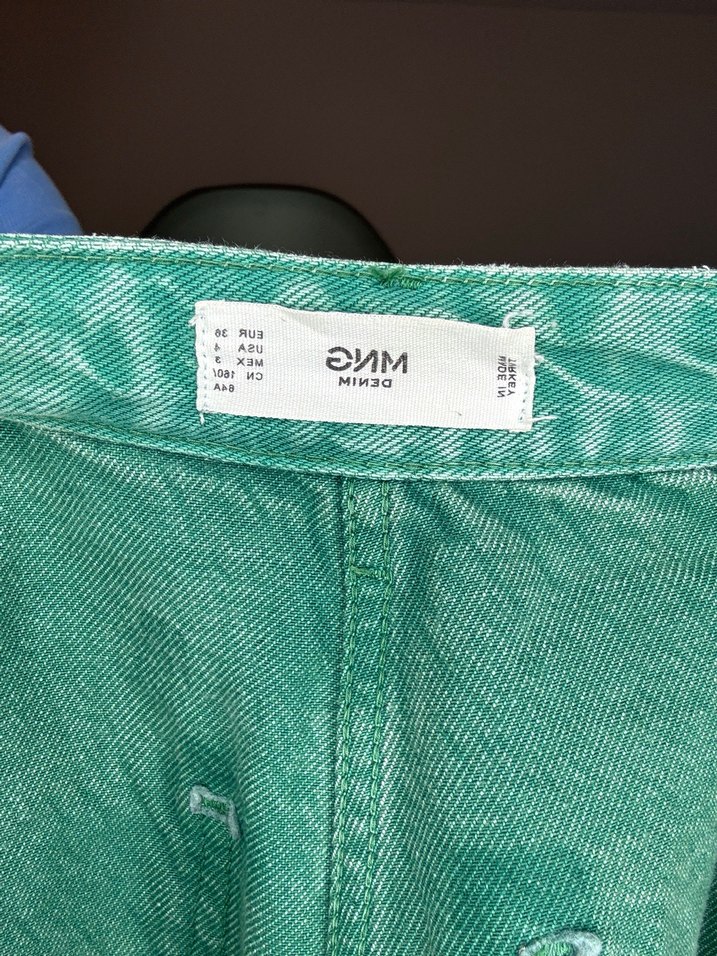 EUR 36
USA 4
MEX 3
CN 160/
64A
MNG
DENIM
MADE IN
TURKEY